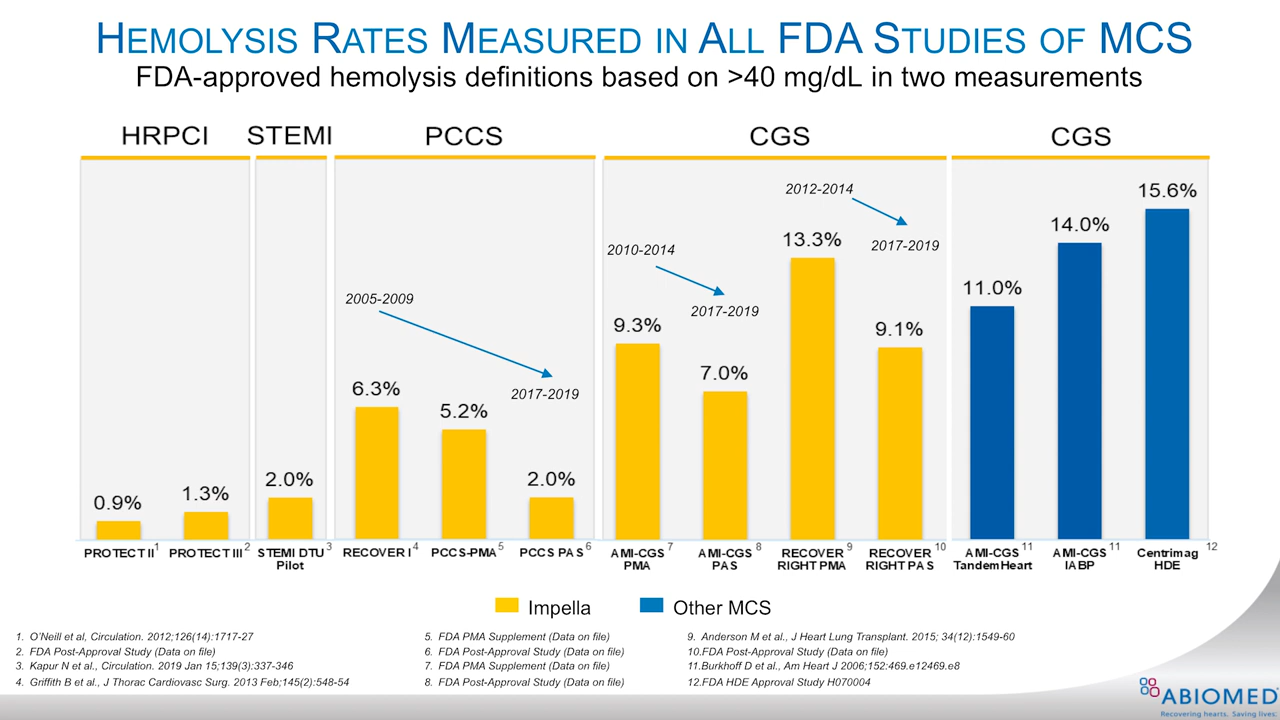 HEMOLYSIS RATES MEASURED IN ALL FDA STUDIES OF MCS
FDA-approved hemolysis definitions based on >40 mg/dL in two measurements
HRPCI STEMI PCCS CGS CGS
2012-2014
15.6%
14.0%
13.3%
2017-2019
2010-2014
11.0%
2005-2009
2017-2019
9.3%
9.1%
7.0%
6.3%
2017-2019
5.2%
2.0%
2.0%
1.3%
0.9%
PROTECT II 1
PROTECT III 2
STEMI DTU 3
Pilot
RECOVER I 4
PCCS-PMA 5
PCCS PAS 6
AMI-CGS 7
PMA
AMI-CGS 8
PAS
RECOVER 9
RIGHT PMA
RECOVER 10
RIGHT PAS
AMI-CGS 11
TandemHeart
AMI-CGS 11
IABP
Centrimag 12
HDE
Impella
Other MCS
1. O'Neill et al, Circulation. 2012;126(14):1717-27
2. FDA Post-Approval Study (Data on file)
3. Kapur N et al., Circulation. 2019 Jan 15;139(3):337-346
4. Griffith B et al., J Thorac Cardiovasc Surg. 2013 Feb;145(2):548-54
5. FDA PMA Supplement (Data on file)
6. FDA Post-Approval Study (Data on file)
7. FDA PMA Supplement (Data on file)
8. FDA Post-Approval Study (Data on file)
9. Anderson M et al., J Heart Lung Transplant. 2015; 34(12):1549-60
10.FDA Post-Approval Study (Data on file)
11.Burkhoff D et al., Am Heart J 2006;152:469.e12469.e8
12.FDA HDE Approval Study H070004
ABIOMED
Recovering hearts. Saving lives.